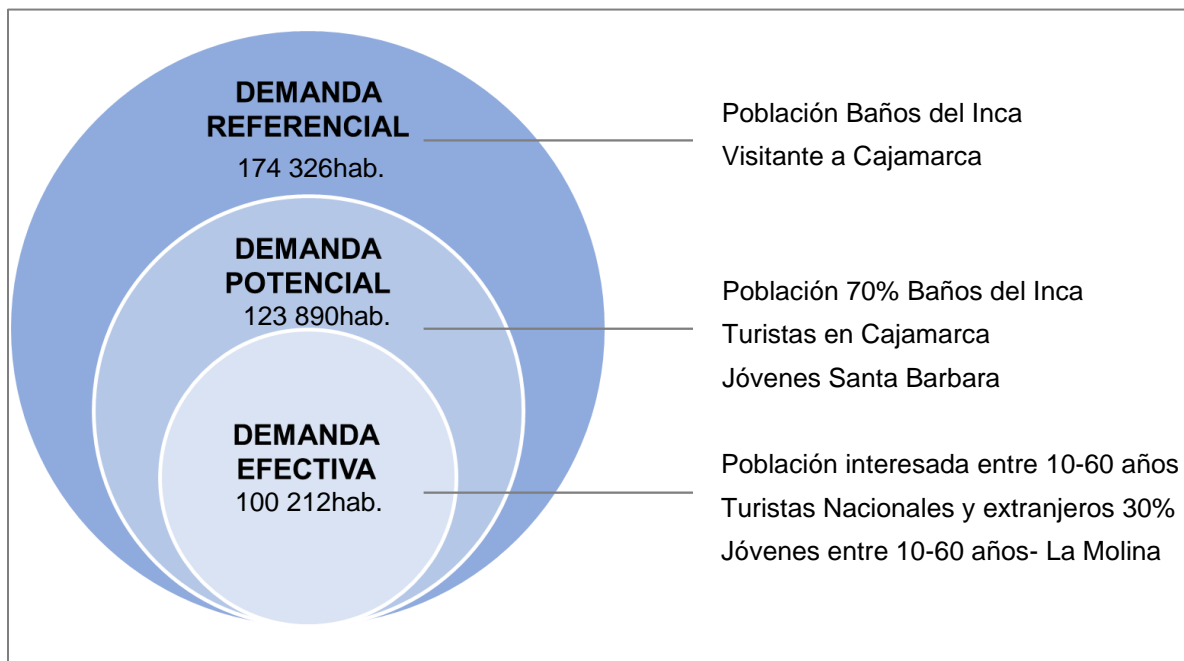 DEMANDA
REFERENCIAL
174 326hab.
Población Baños del Inca
Visitante a Cajamarca
DEMANDA
POTENCIAL
123 890hab.
Población 70% Baños del Inca
Turistas en Cajamarca
Jóvenes Santa Barbara
DEMANDA
EFECTIVA
100 212hab.
Población interesada entre 10-60 años
Turistas Nacionales y extranjeros 30%
Jóvenes entre 10-60 años- La Molina